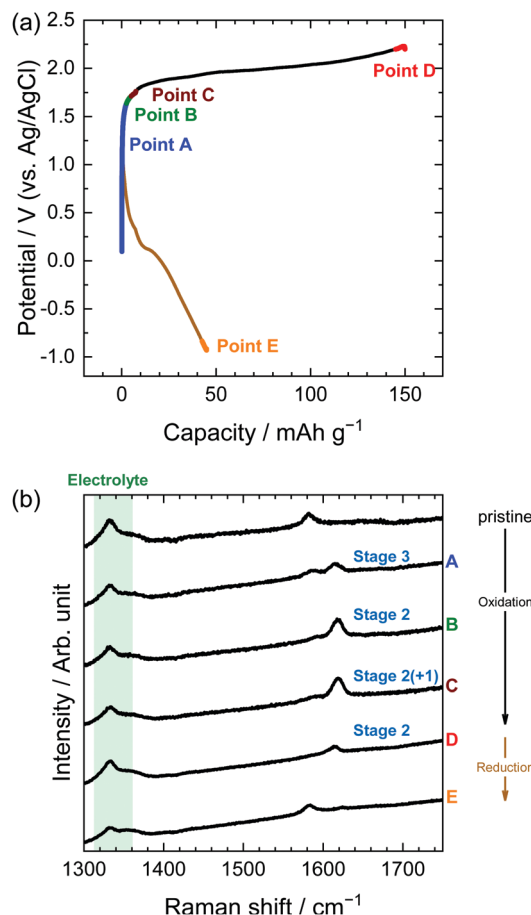 (a)
2.5
2.0
1.5
1.0
0.5
0.0
-0.5
-1.0
Potential / V (vs. Ag/AgCl)
Point D
Point C
Point B
Point A
Point E
0
50
100
150
Capacity / mAh g⁻¹
Electrolyte
(b)
pristine
Stage 3
A
Oxidation
Stage 2
B
Stage 2(+1)
C
Stage 2
D
Reduction
E
Intensity / Arb. unit
1300
1400
1500
1600
1700
Raman shift / cm⁻¹